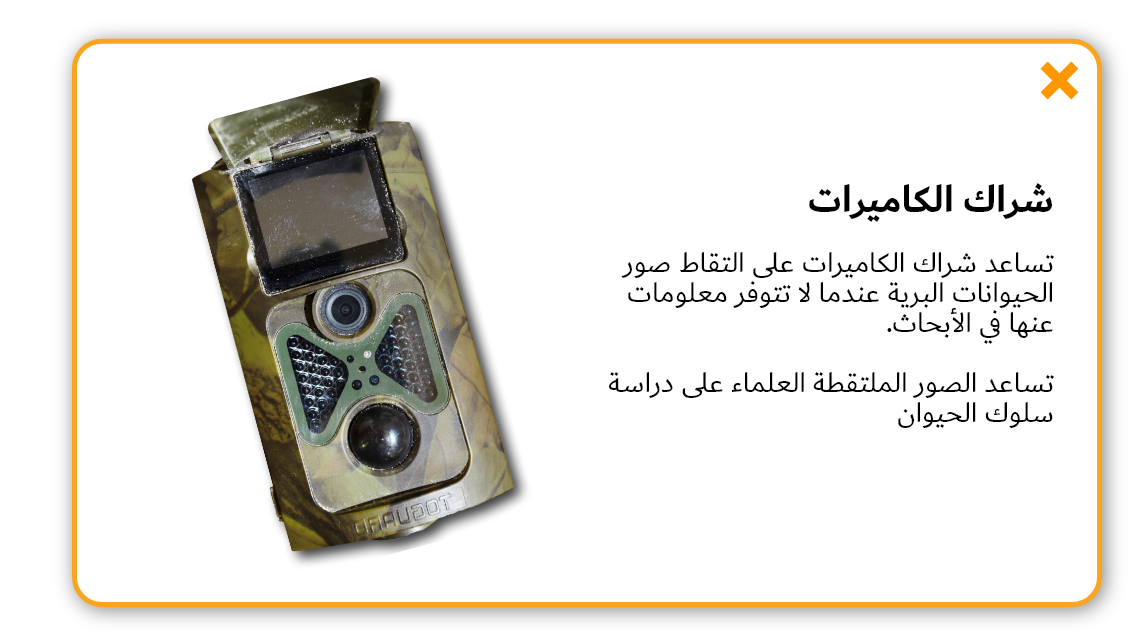 شراك الكاميرات
تساعد شراك الكاميرات على التقاط صور
الحيوانات البرية عندما لا تتوفر معلومات
عنها في الأبحاث.
تساعد الصور الملتقطة العلماء على دراسة
سلوك الحيوان